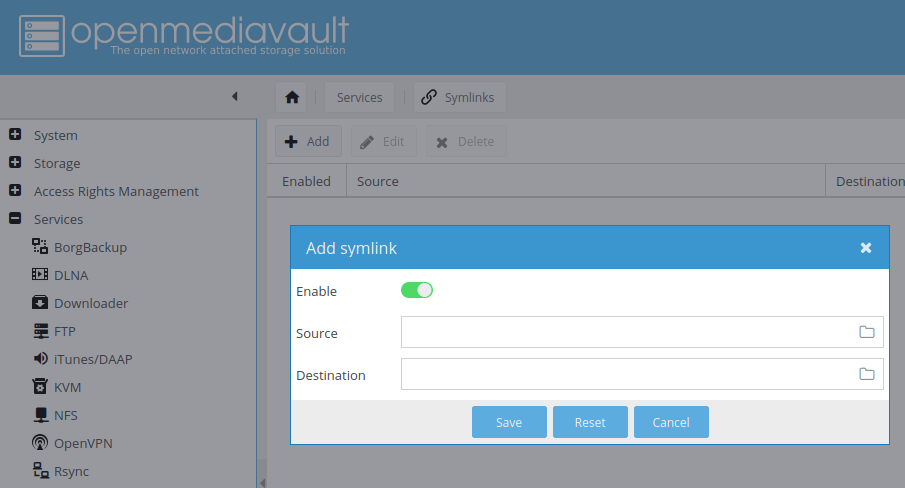 openmediavault
The open network attached storage solution
Services
Symlinks
System
Storage
Access Rights Management
Services
BorgBackup
DLNA
Downloader
FTP
iTunes/DAAP
KVM
NFS
OpenVPN
Rsync
Add
Edit
Delete
Enabled
Source
Destination
Add symlink
Enable
Source
Destination
Save
Reset
Cancel